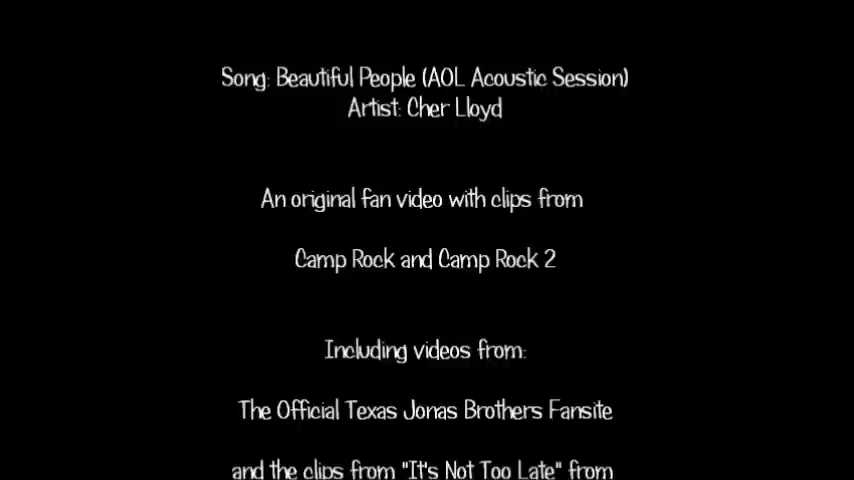 Song: Beautiful People (AOL Acoustic Session)
Artist: Cher Lloyd
An original fan video with clips from
Camp Rock and Camp Rock 2
Including videos from:
The Official Texas Jonas Brothers Fansite
and the clips from "It's Not Too Late" from